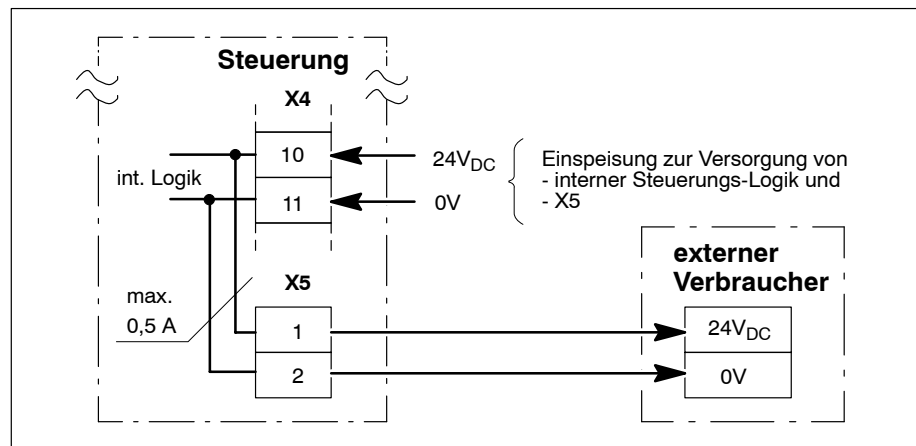 Steuerung
X4
10
24VDC
int. Logik
11
0V
Einspeisung zur Versorgung von
- interner Steuerungs-Logik und
- X5
externer
Verbraucher
X5
max.
0,5 A
1
24VDC
2
0V